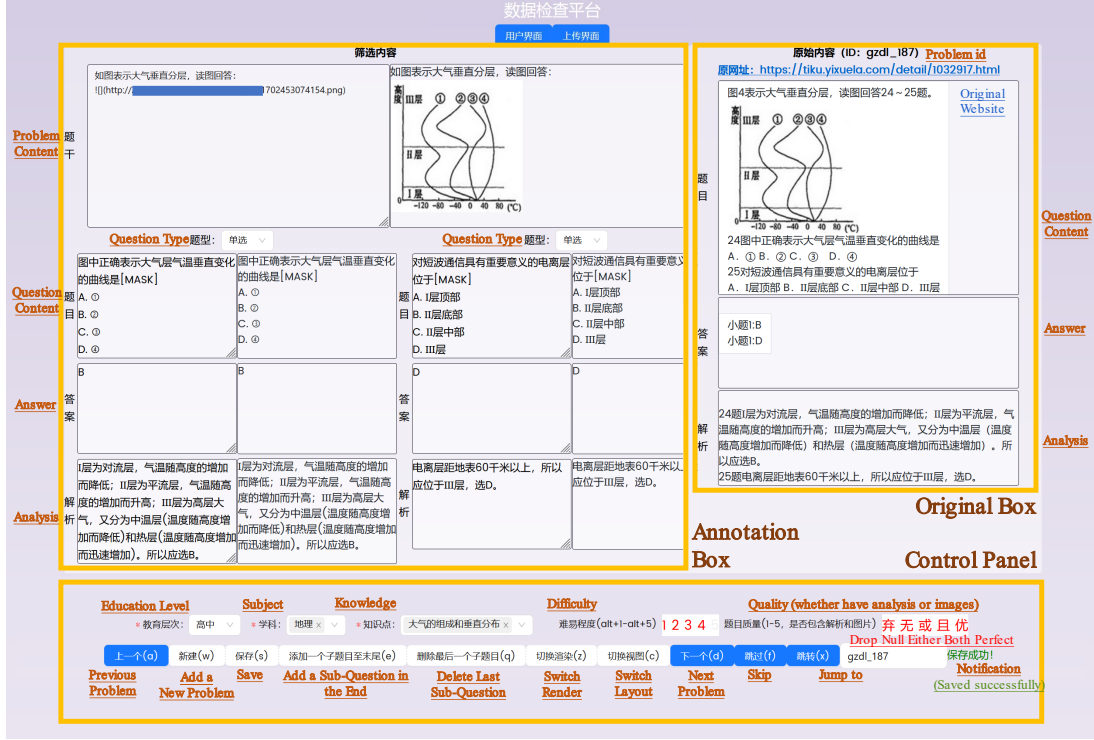 数据检查平台
用户界面 上传界面
筛选内容
Problem Content
题干
如图表示大气垂直分层，读图回答：
![](http://
702453074154.png)
如图表示大气垂直分层，读图回答：
高度
III层 ① ② ③ ④
II层
I层
0
-120 -80 -40 0 40 80 (℃)
Question Type 题型： 单选
Question Type 题型： 单选
Question Content
题目
图中正确表示大气层气温垂直变化的曲线是[MASK]
A. ①
B. ②
C. ③
D. ④
图中正确表示大气层气温垂直变化的曲线是[MASK]
A. ①
B. ②
C. ③
D. ④
题目
对短波通信具有重要意义的电离层位于[MASK]
A. I层顶部
B. II层底部
C. II层中部
D. III层
对短波通信具有重要意义的电离层
位于[MASK]
A. I层顶部
B. II层底部
C. II层中部
D. III层
Answer
答案
B
B
答案
D
D
Analysis
解析
I层为对流层，气温随高度的增加而降低；II层为平流层，气温随高度的增加而升高；III层为高层大气，又分为中温层(温度随高度增加而降低)和热层(温度随高度增加而迅速增加)。所以应选B。
I层为对流层，气温随高度的增加而降低；II层为平流层，气温随高度的增加而升高；III层为高层大气，又分为中温层(温度随高度增加而降低)和热层(温度随高度增加而迅速增加)。所以应选B。
解析
电离层距地表60千米以上，所以应位于III层，选D。
电离层距地表60千米以上，所以
应位于III层，选D。
原始内容（ID：gzdl_187） Problem id
原网址：https://tiku.yixuela.com/detail/1032917.html
Original
Website
题目
图4表示大气垂直分层，读图回答24～25题。
高度
III层 ① ② ③ ④
II层
I层
0
-120 -80 -40 0 40 80 (℃)
24图中正确表示大气层气温垂直变化的曲线是
A．① B．② C．③ D．④
25对短波通信具有重要意义的电离层位于
A．I层顶部 B．II层底部 C．II层中部 D．III层
Question Content
答案
小题1:B
小题1:D
Answer
解析
24题I层为对流层，气温随高度的增加而降低；II层为平流层，气
温随高度的增加而升高；III层为高层大气，又分为中温层（温度
随高度增加而降低）和热层（温度随高度增加而迅速增加）。所
以应选B。
25题电离层距地表60千米以上，所以应位于III层，选D。
Analysis
Original Box
Annotation
Box
Control Panel
Education Level Subject Knowledge Difficulty Quality (whether have analysis or images)
* 教育层次： 高中 * 学科： 地理 x * 知识点： 大气的组成和垂直分布 x 难易程度(alt+1-alt+5) 1 2 3 4 5 题目质量(1-5，是否包含解析和图片) 弃 无 或 且 优
Drop Null Either Both Perfect
上一个(a) 新建(w) 保存(s) 添加一个子题目至末尾(e) 删除最后一个子题目(q) 切换渲染(z) 切换视图(c) 下一个(d) 跳过(f) 跳转(x) gzdl_187 保存成功!
Previous Problem
Add a New Problem
Save
Add a Sub-Question in the End
Delete Last Sub-Question
Switch Render
Switch Layout
Next Problem
Skip
Jump to
Notification
(Saved successfully)